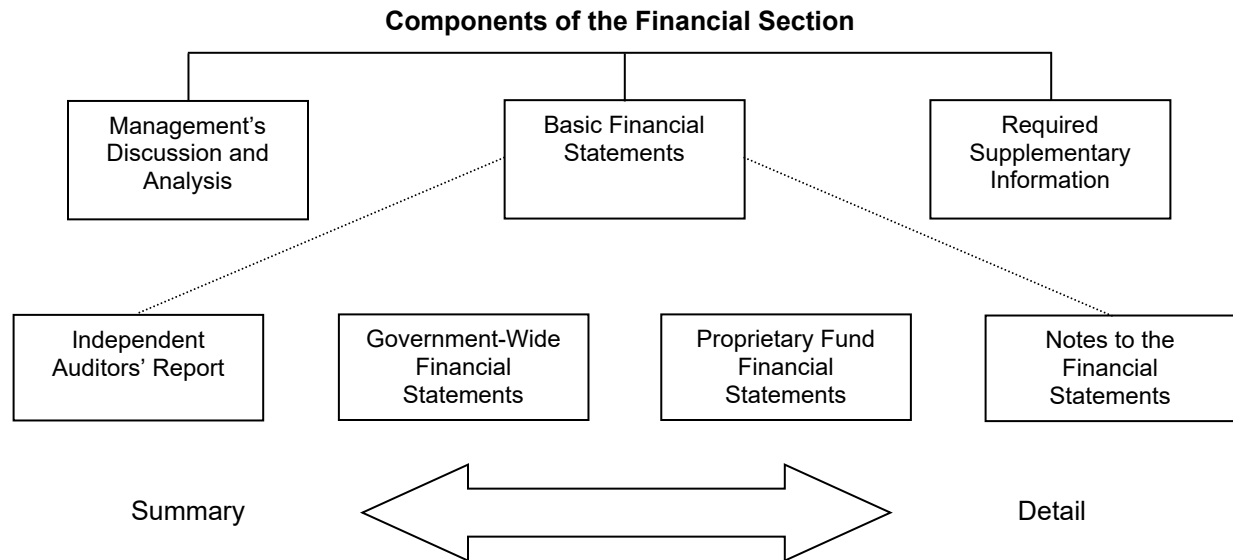 Components of the Financial Section
Management’s
Discussion and
Analysis
Basic Financial
Statements
Required
Supplementary
Information
Independent
Auditors’ Report
Government-Wide
Financial
Statements
Proprietary Fund
Financial
Statements
Notes to the
Financial
Statements
Summary
Detail